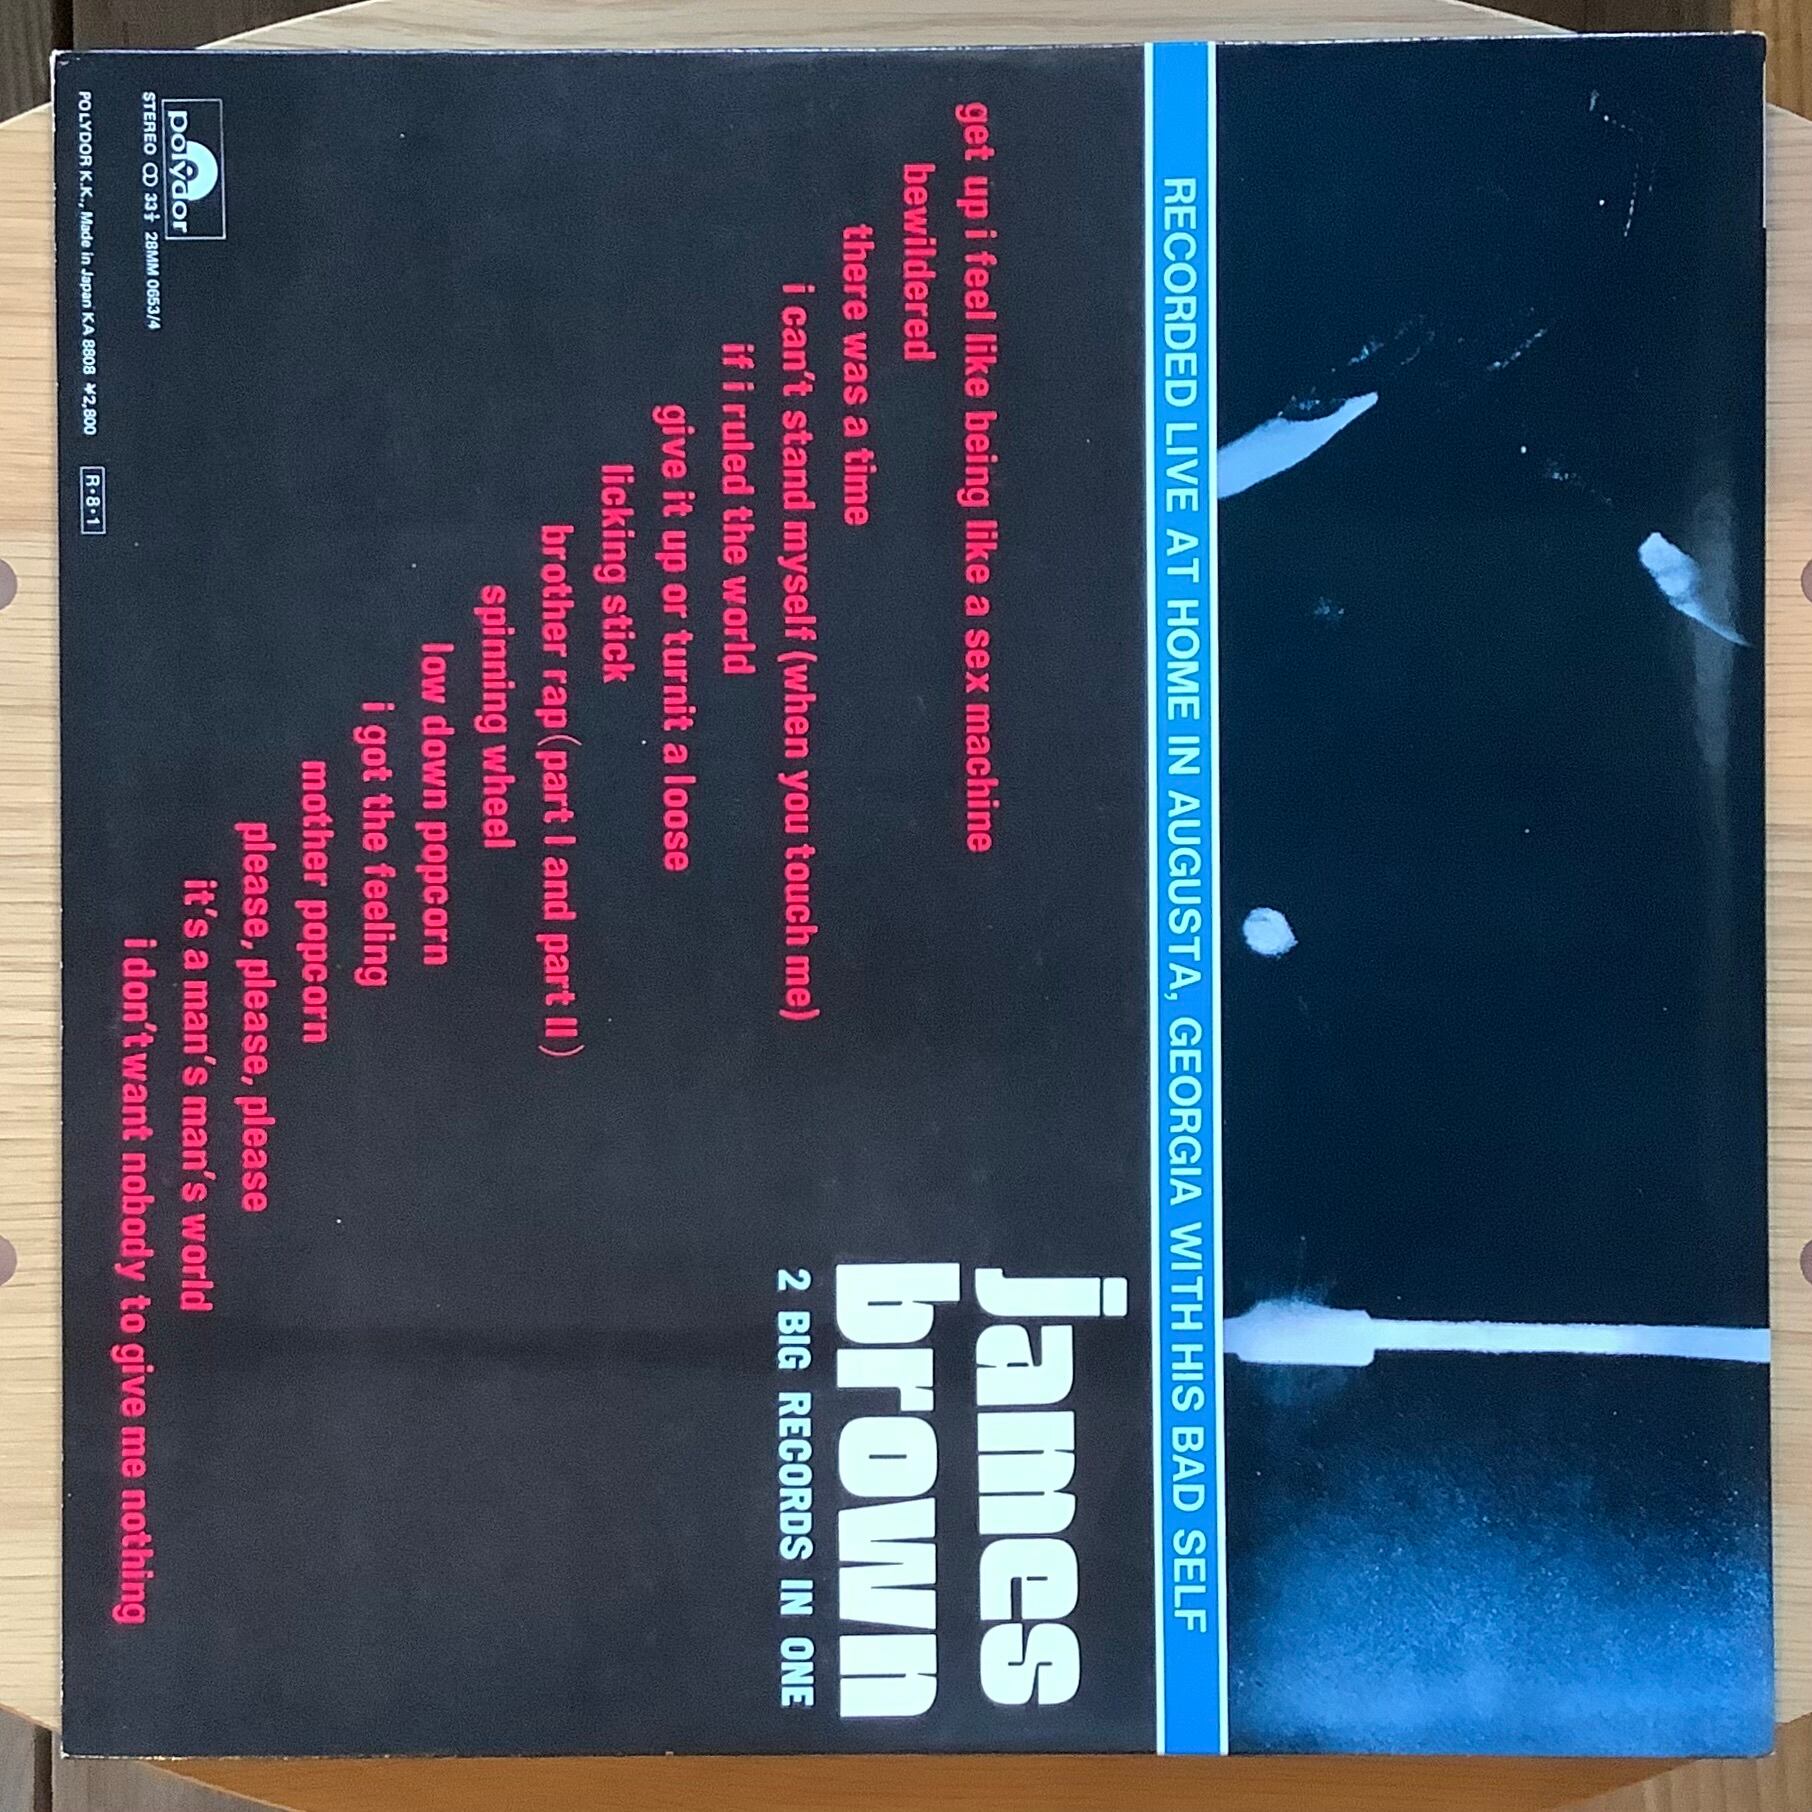 RECORDED LIVE AT HOME IN AUGUSTA, GEORGIA WITH HIS BAD SELF
james
brown
2 BIG RECORDS IN ONE
get up i feel like being like a sex machine
bewildered
there was a time
i can't stand myself (when you touch me)
if i ruled the world
give it up or turnit a loose
licking stick
brother rap (part I and part II)
spinning wheel
low down popcorn
i got the feeling
mother popcorn
please, please, please
it's a man's man's world
i don't want nobody to give me nothing
polydor
STEREO 33⅓ 28MM 0653/4
POLYDOR K.K., Made in Japan KA 8808 ¥2,800 R・8・1